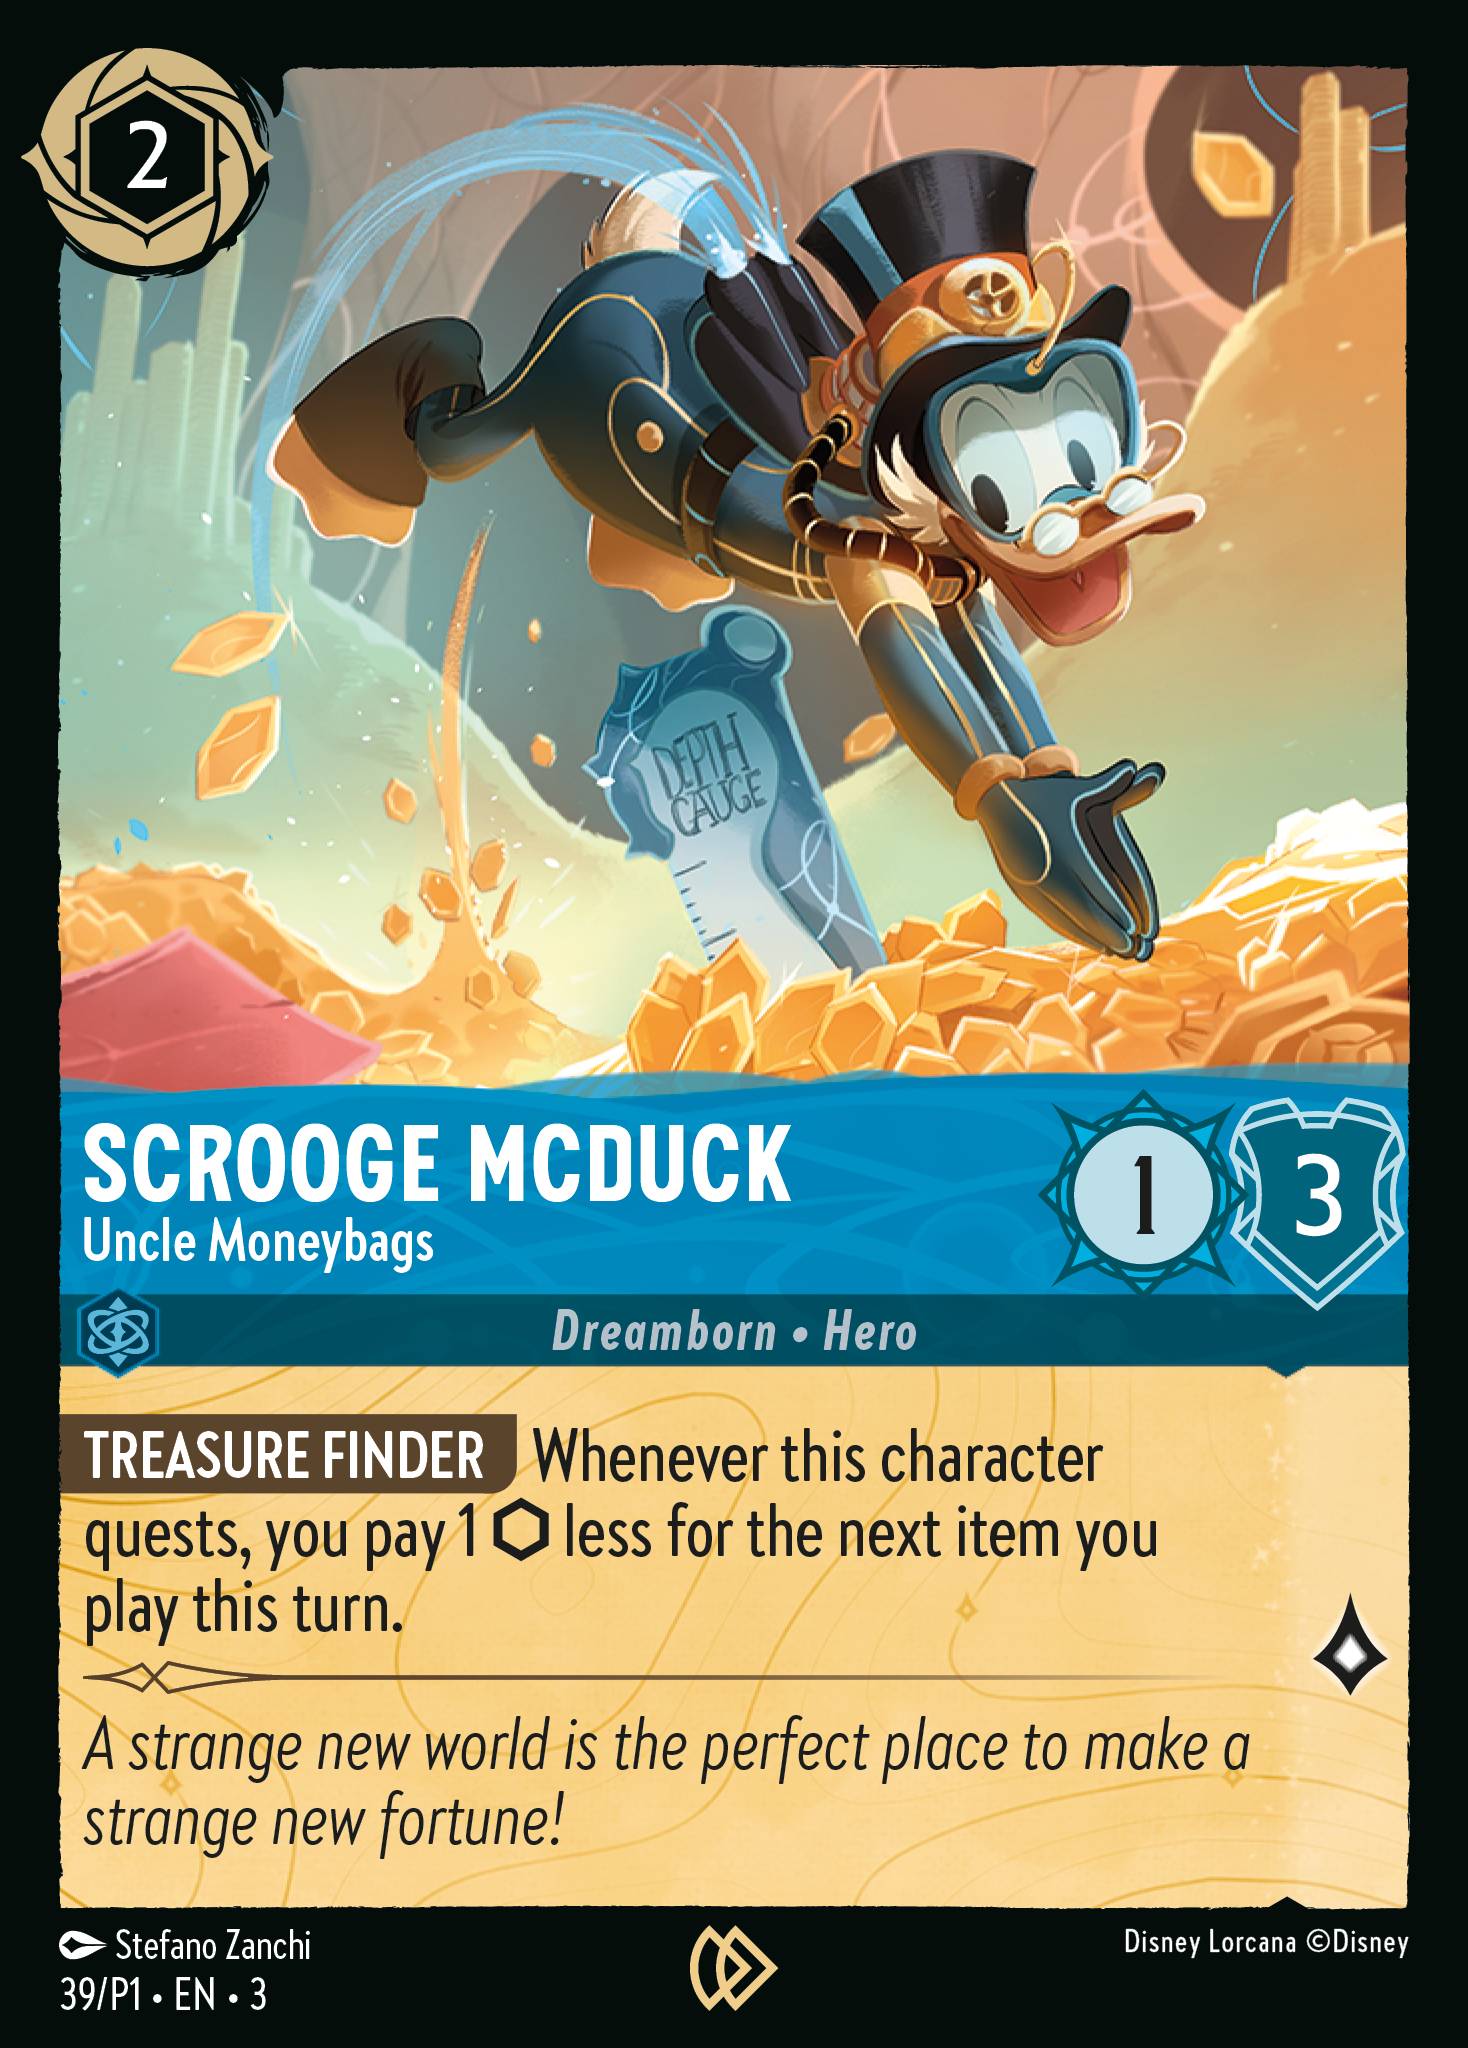 2
DEPTH
GAUGE
SCROOGE MCDUCK
Uncle Moneybags
1
3
Dreamborn • Hero
TREASURE FINDER Whenever this character
quests, you pay 1 ⬡ less for the next item you
play this turn.
A strange new world is the perfect place to make a
strange new fortune!
Stefano Zanchi
39/P1 • EN • 3
Disney Lorcana ©Disney